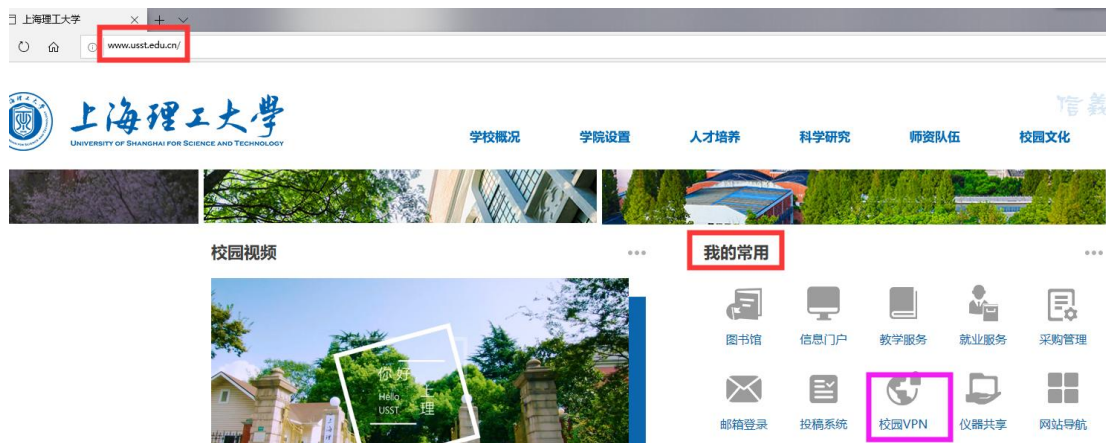 上海理工大学
www.usst.edu.cn/
上海理工大學
UNIVERSITY OF SHANGHAI FOR SCIENCE AND TECHNOLOGY
信義
学校概况 学院设置 人才培养 科学研究 师资队伍 校园文化
校园视频
我的常用
图书馆 信息门户 教学服务 就业服务 采购管理
你好
Hello
USST
上
理
邮箱登录 投稿系统 校园VPN 仪器共享 网站导航